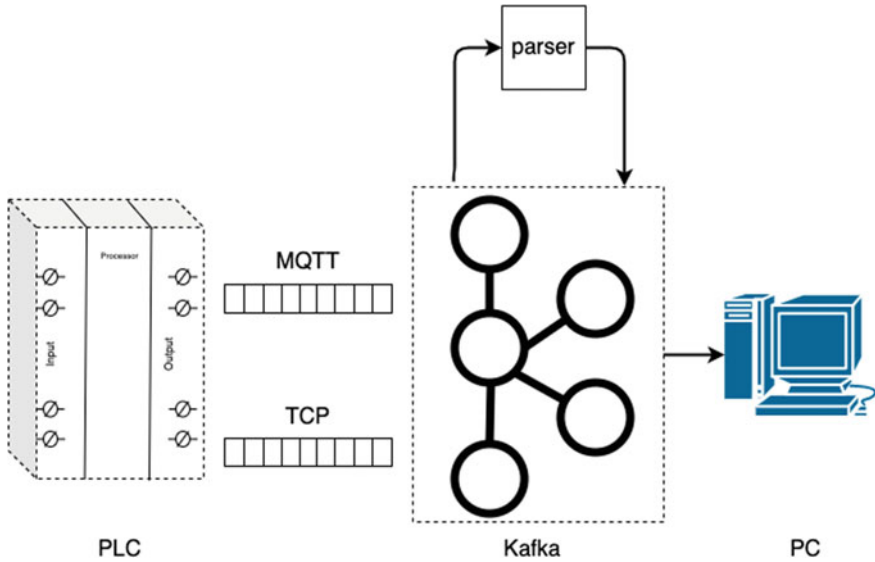 parser
Processor
Input
Output
MQTT
TCP
PLC
Kafka
PC